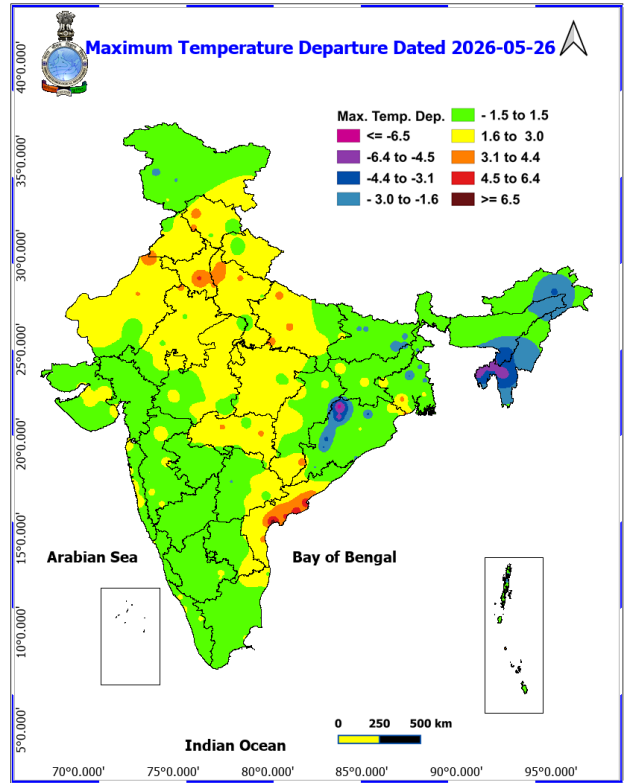 Maximum Temperature Departure Dated 2026-05-26
Max. Temp. Dep.
<= -6.5
-6.4 to -4.5
-4.4 to -3.1
- 3.0 to -1.6
- 1.5 to 1.5
1.6 to 3.0
3.1 to 4.4
4.5 to 6.4
>= 6.5
40°0.000'
35°0.000'
30°0.000'
25°0.000'
20°0.000'
15°0.000'
10°0.000'
5°0.000'
Arabian Sea
Bay of Bengal
Indian Ocean
0 250 500 km
70°0.000' 75°0.000' 80°0.000' 85°0.000' 90°0.000' 95°0.000'